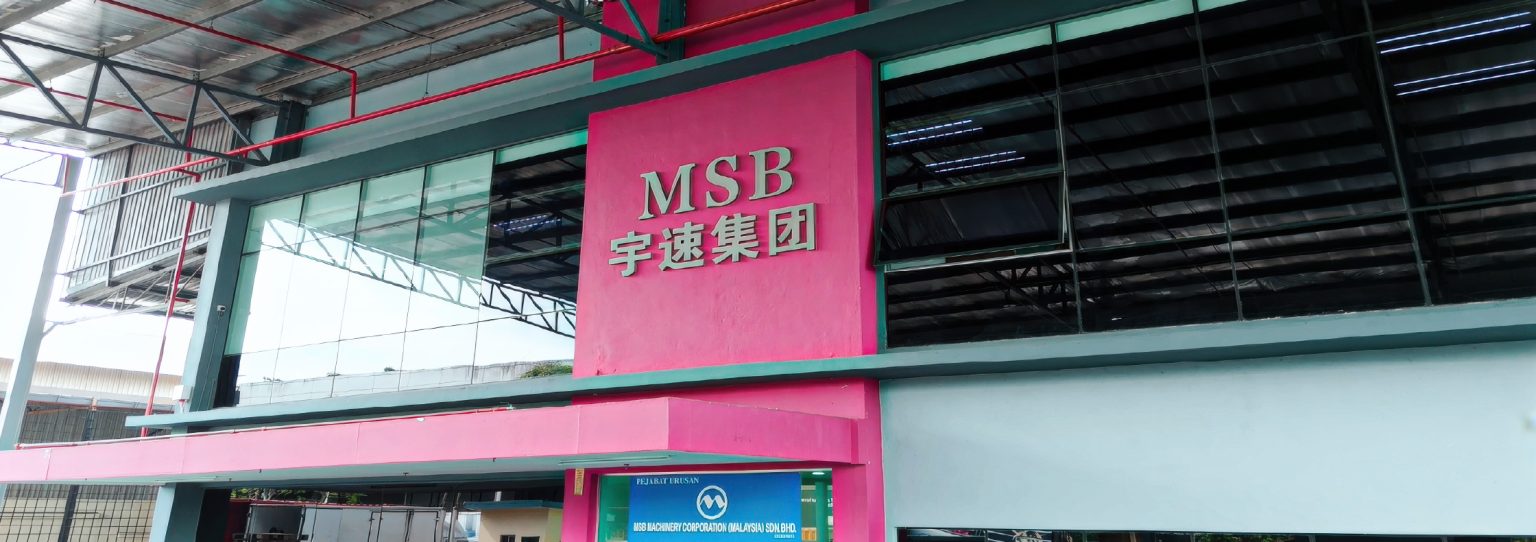 MSB
宇速集团
PEJABAT URUSAN
MSB MACHINERY CORPORATION (MALAYSIA) SDN.BHD.